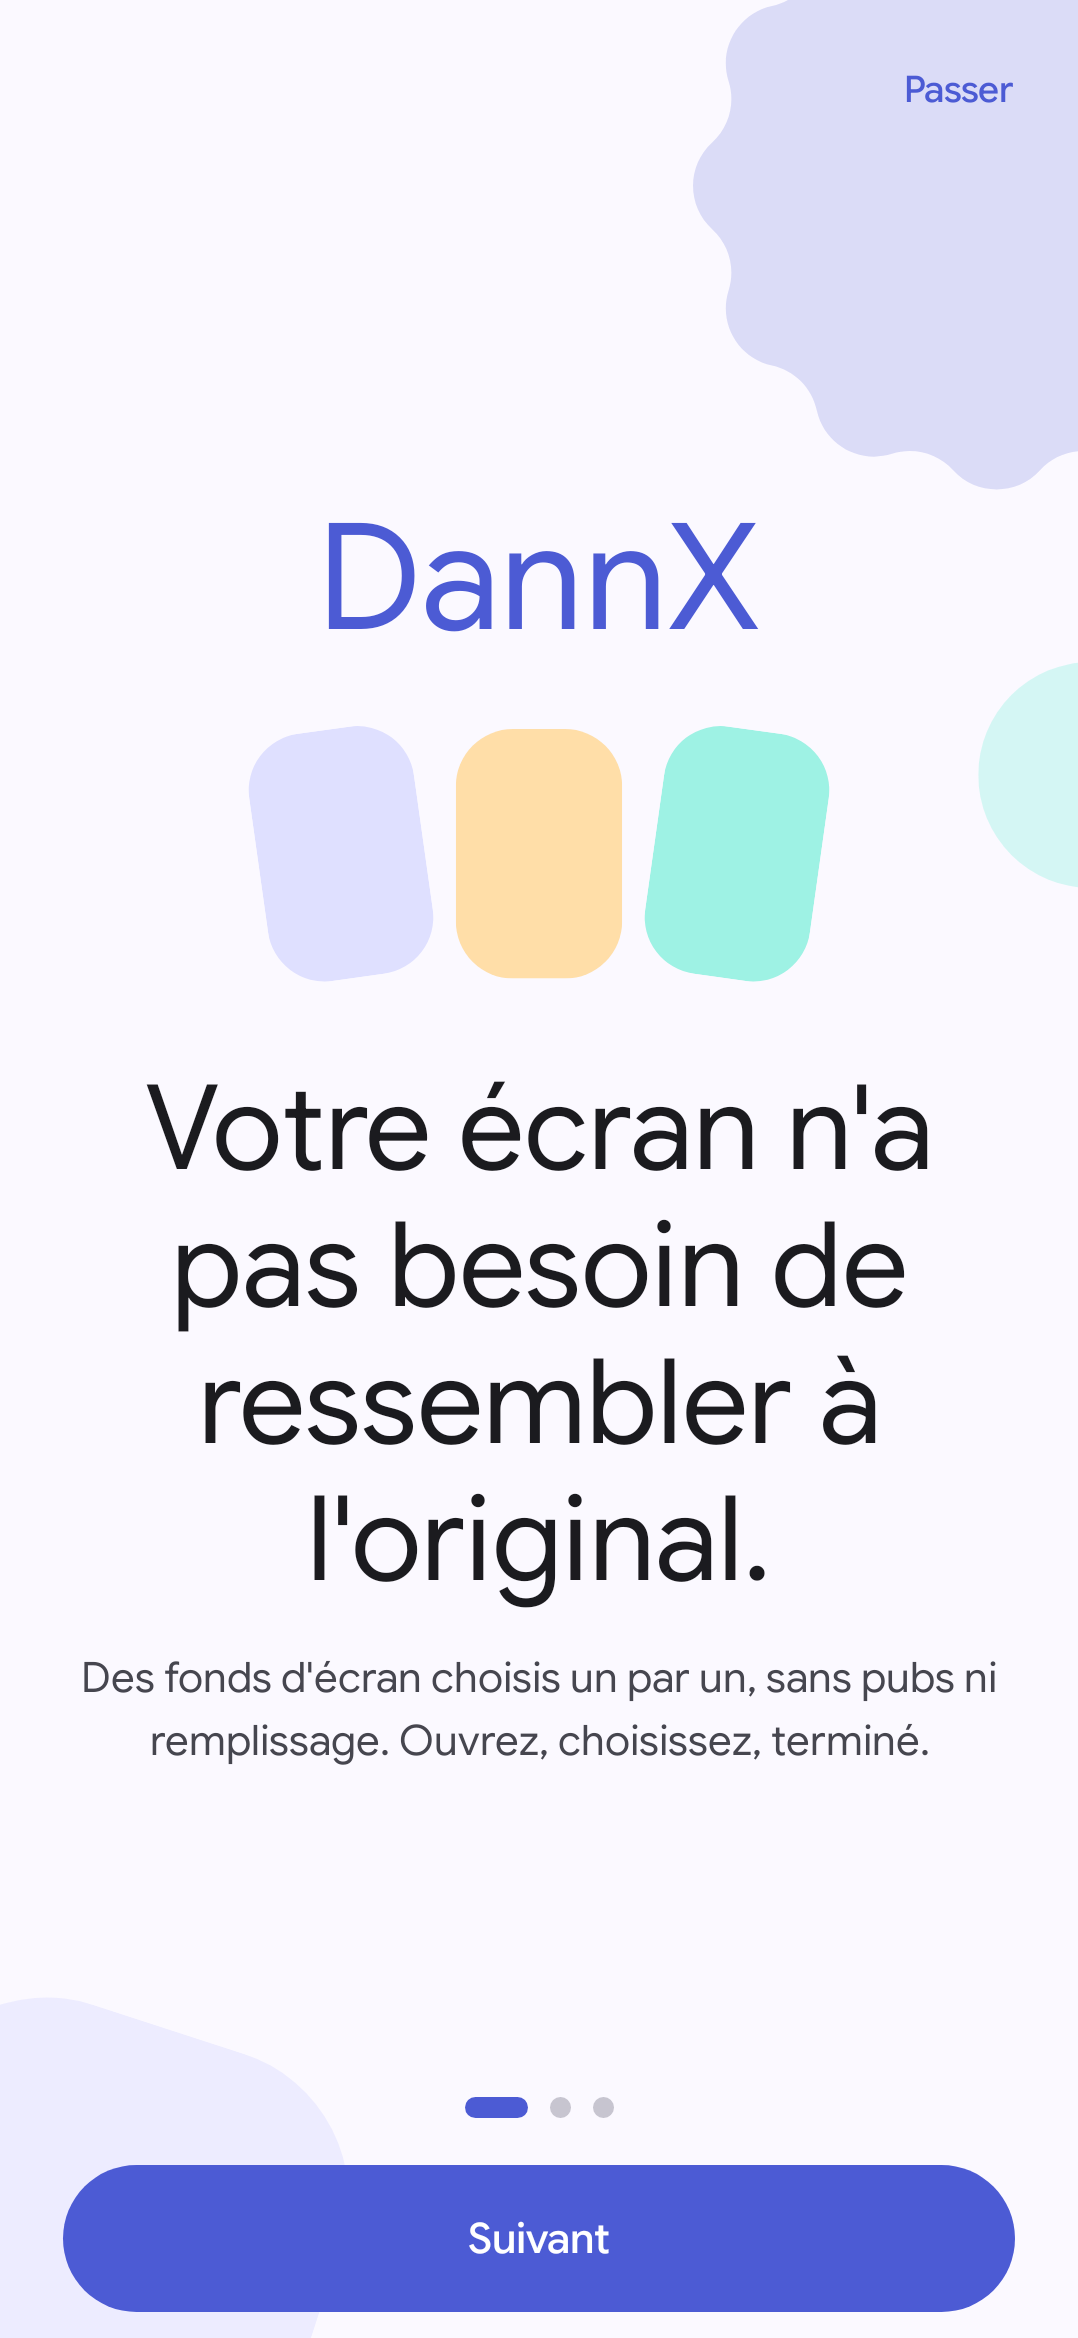 Passer
DannX
Votre écran n'a
pas besoin de
ressembler à
l'original.
Des fonds d'écran choisis un par un, sans pubs ni
remplissage. Ouvrez, choisissez, terminé.
Suivant